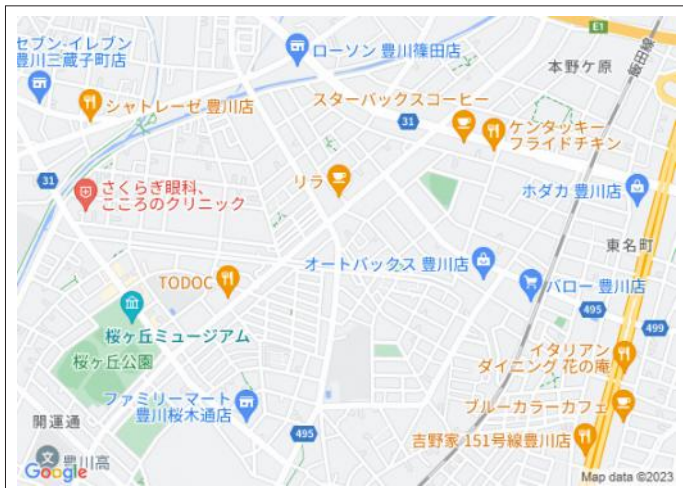 セブン-イレブン
豊川三蔵子町店
ローソン 豊川篠田店
E1
飯田線
本野ケ原
シャトレーゼ 豊川店
スターバックスコーヒー
31
ケンタッキー
フライドチキン
31
さくらぎ眼科、
こころのクリニック
リラ
ホダカ 豊川店
東名町
オートバックス 豊川店
TODOC
バロー 豊川店
495
499
桜ヶ丘ミュージアム
桜ヶ丘公園
イタリアン
ダイニング 花の庵
ファミリーマート
豊川桜木通店
ブルーカラーカフェ
開運通
495
吉野家 151号線豊川店
豊川高
Google
Map data ©2023